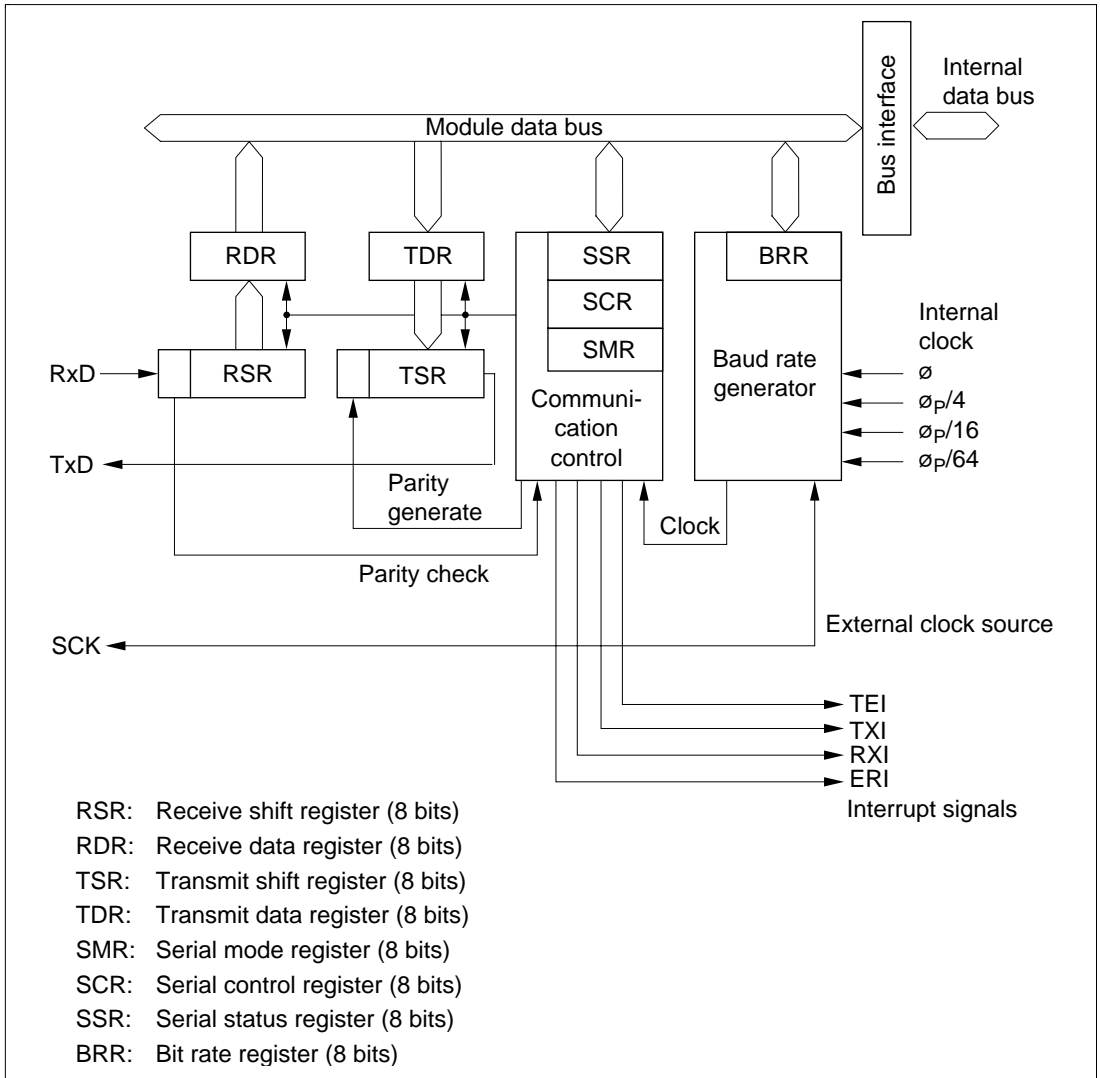 Internal
data bus
Bus interface
Module data bus
RDR
TDR
SSR
BRR
SCR
SMR
Internal
clock
RxD
RSR
TSR
Baud rate
generator
ø
øP/4
øP/16
øP/64
Communi-
cation
control
TxD
Parity
generate
Clock
Parity check
External clock source
SCK
TEI
TXI
RXI
ERI
Interrupt signals
RSR: Receive shift register (8 bits)
RDR: Receive data register (8 bits)
TSR: Transmit shift register (8 bits)
TDR: Transmit data register (8 bits)
SMR: Serial mode register (8 bits)
SCR: Serial control register (8 bits)
SSR: Serial status register (8 bits)
BRR: Bit rate register (8 bits)